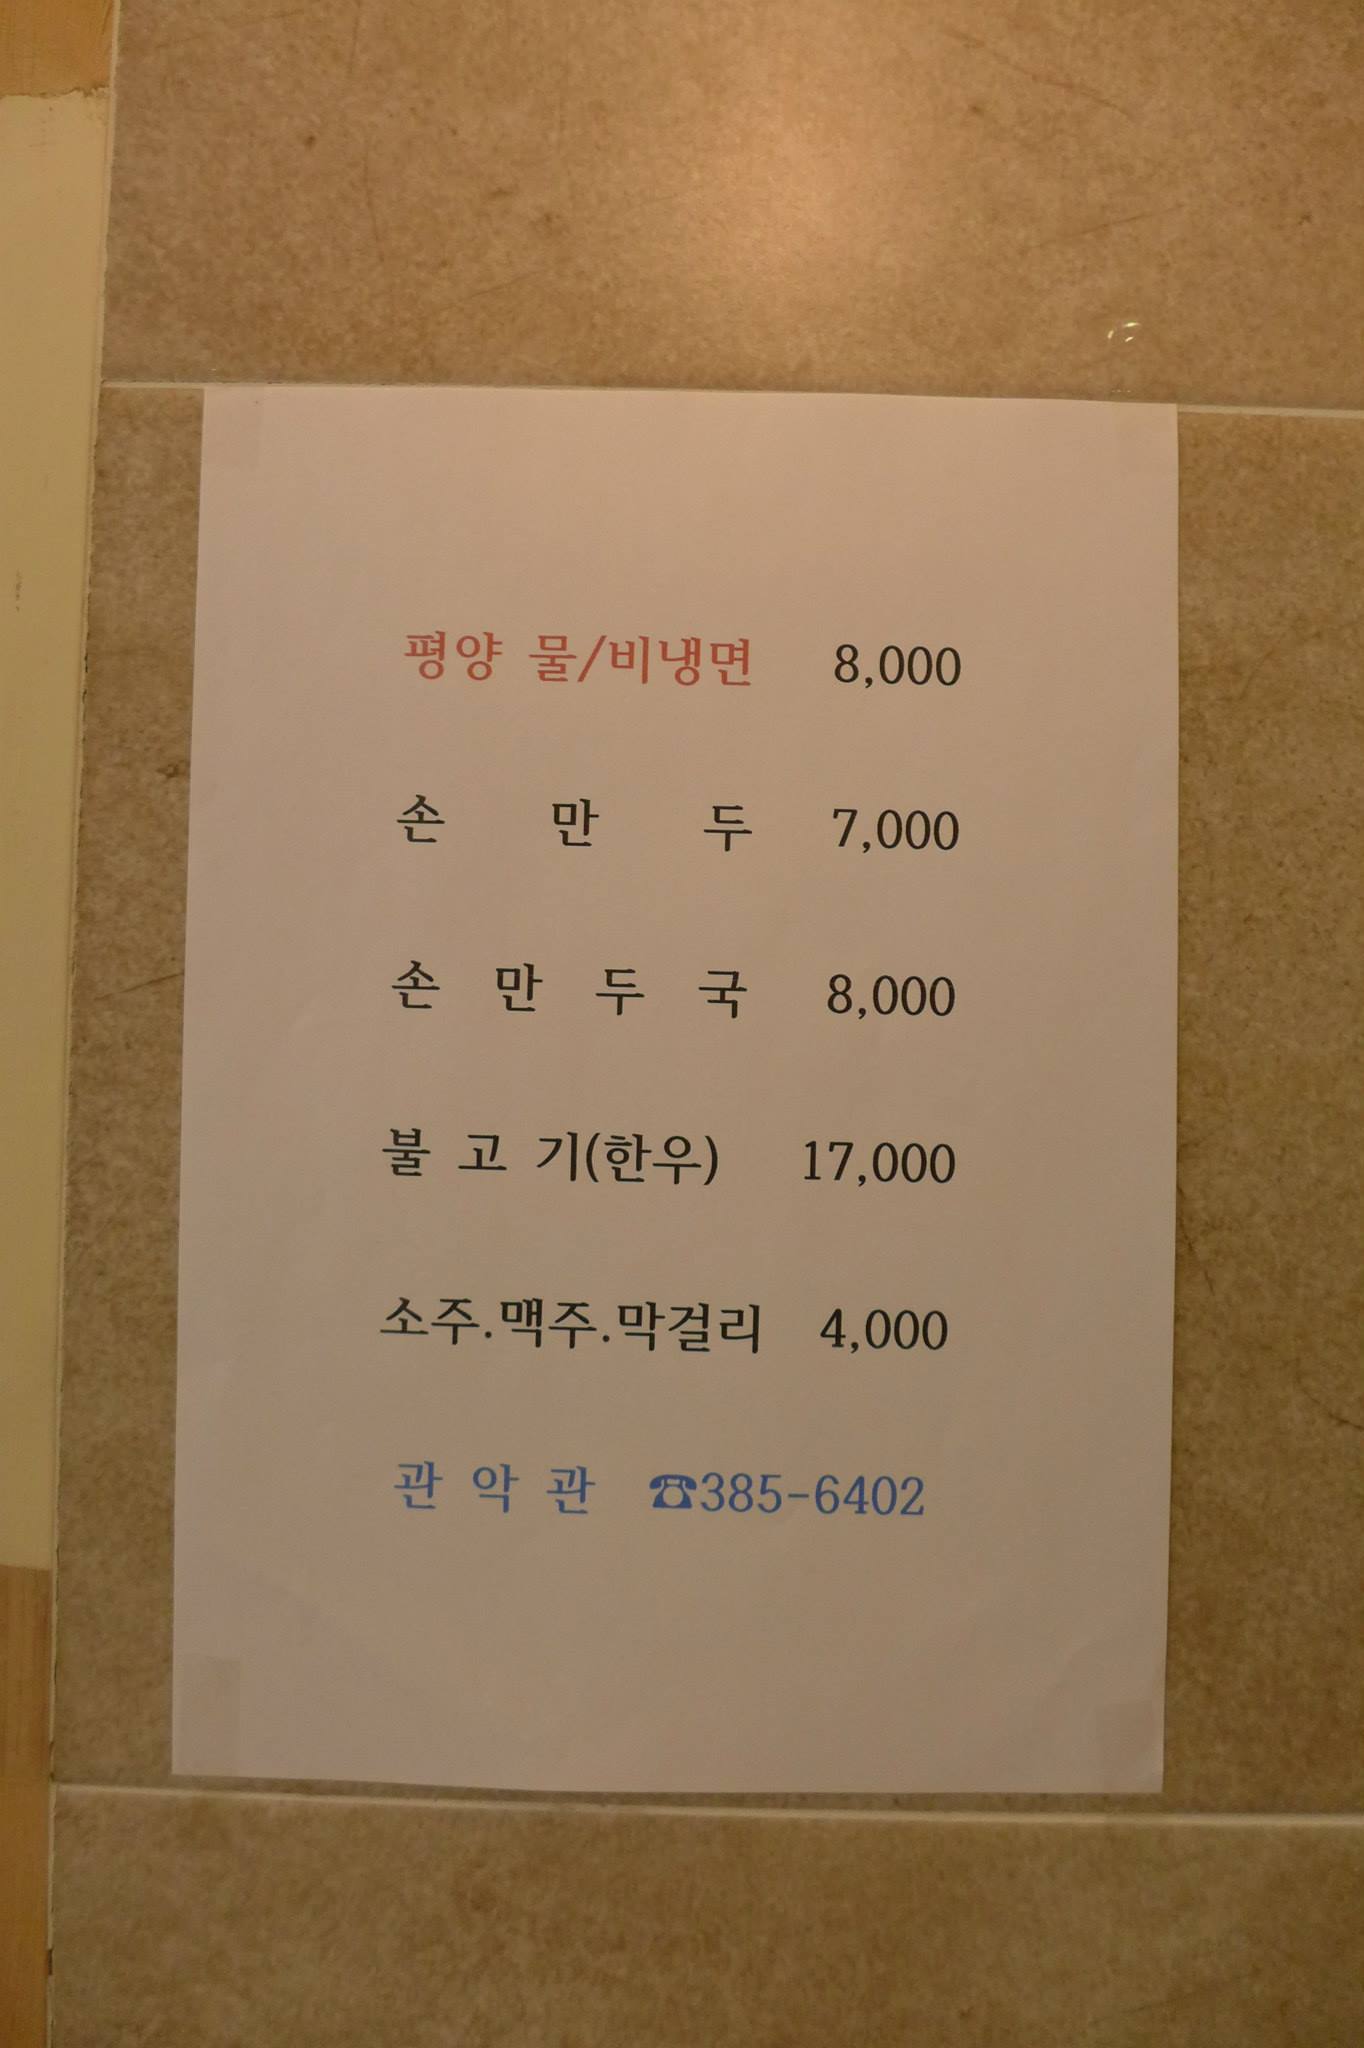 평양 물/비냉면 8,000
손 만 두 7,000
손 만 두 국 8,000
불 고 기(한우) 17,000
소주.맥주.막걸리 4,000
관 악 관 ☎385-6402